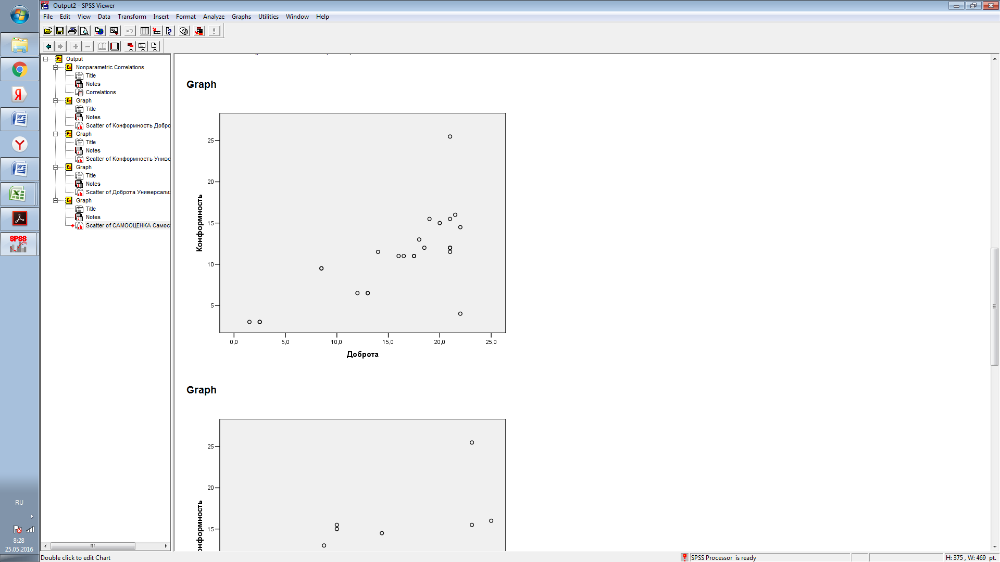 Output2 - SPSS Viewer
File Edit View Data Transform Insert Format Analyze Graphs Utilities Window Help
Output
Nonparametric Correlations
Title
Notes
Correlations
Graph
Title
Notes
Scatter of Конформность Добро
Graph
Title
Notes
Scatter of Конформность Униве
Graph
Title
Notes
Scatter of Доброта Универсали
Graph
Title
Notes
Scatter of САМООЦЕНКА Самос
Graph
25
20
15
10
5
Конформность
0,0 5,0 10,0 15,0 20,0 25,0
Доброта
Graph
25
20
15
онформность
SPSS
RU
8:28
25.05.2016
Double click to edit Chart
SPSS Processor is ready
H: 375 , W: 469 pt.